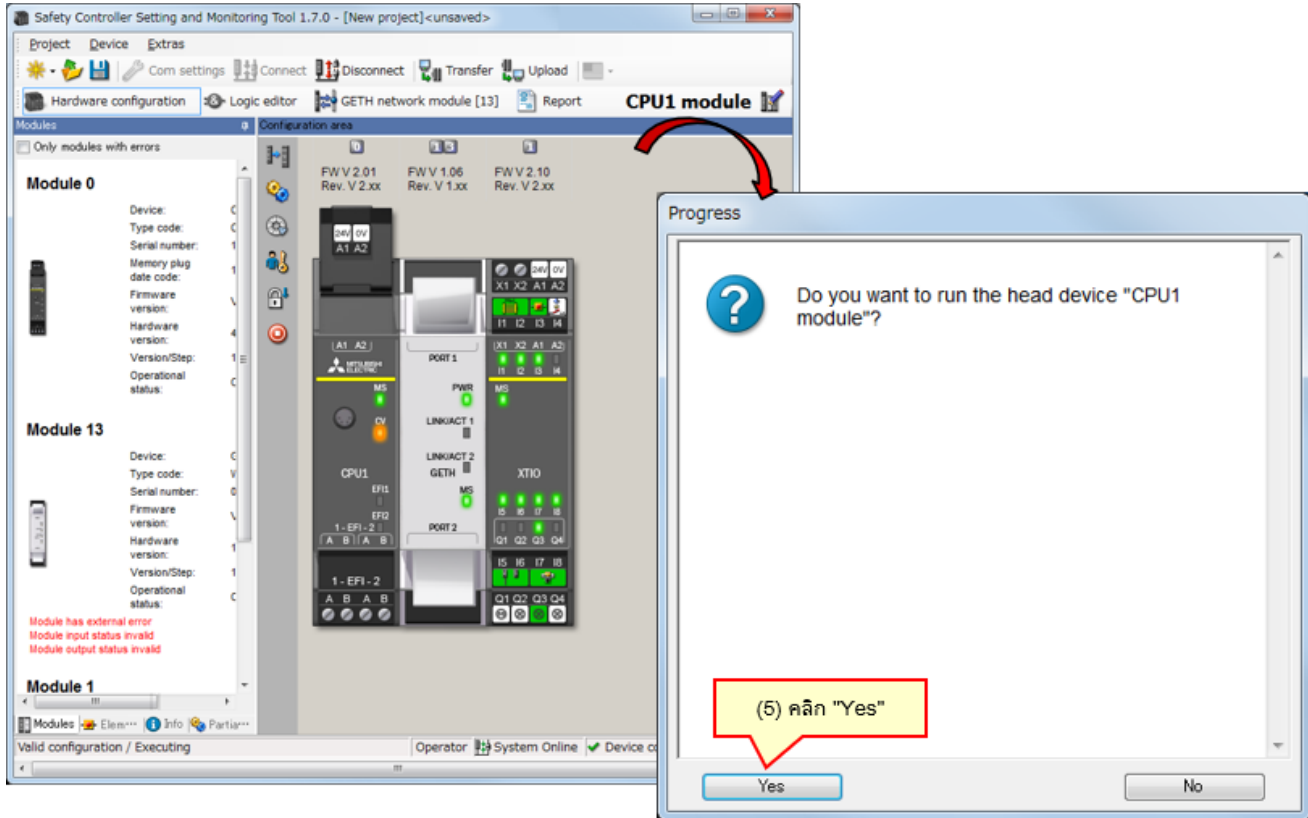 Safety Controller Setting and Monitoring Tool 1.7.0 - [New project]<unsaved>
Project Device Extras
Com settings Connect Disconnect Transfer Upload
Hardware configuration Logic editor GETH network module [13] Report CPU1 module
Modules Configuration area
Only modules with errors
Module 0
Device:
Type code:
Serial number:
Memory plug
date code:
Firmware
version:
Hardware
version:
Version/Step:
Operational
status:
Module 13
Device:
Type code:
Serial number:
Firmware
version:
Hardware
version:
Version/Step:
Operational
status:
Module has external error
Module input status invalid
Module output status invalid
Module 1
Modules Elem··· Info Partia···
Valid configuration / Executing Operator System Online Device co
FW V 2.01 FW V 1.06 FW V 2.10
Rev. V 2.xx Rev. V 1.xx Rev. V 2.xx
24V 0V
A1 A2
A1 A2
MITSUBISHI
ELECTRIC
MS
CV
CPU1
EFI1
EFI2
1 - EFI - 2
A B A B
1 - EFI - 2
A B A B
PORT 1
PWR
LINK/ACT 1
LINK/ACT 2
GETH
MS
PORT 2
24V 0V
X1 X2 A1 A2
I1 I2 I3 I4
X1 X2 A1 A2
I1 I2 I3 I4
MS
XTIO
I5 I6 I7 I8
Q1 Q2 Q3 Q4
I5 I6 I7 I8
Q1 Q2 Q3 Q4
Progress
Do you want to run the head device "CPU1
module"?
(5) คลิก "Yes"
Yes No